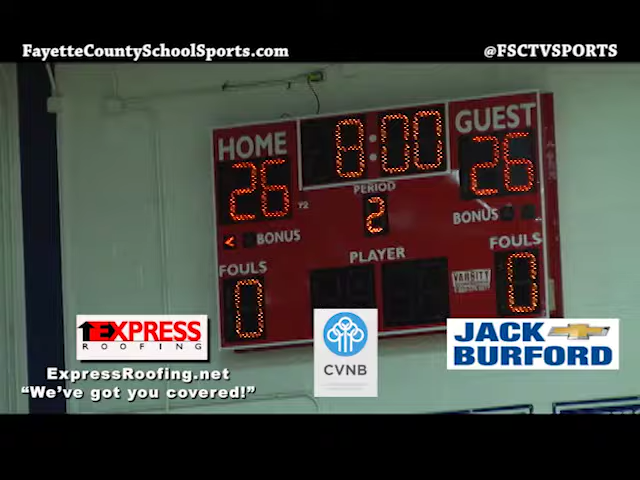 FayetteCountySchoolSports.com
@FSCTVSPORTS
HOME
8:00
GUEST
26
26
PERIOD
2
BONUS
BONUS
PLAYER
FOULS
FOULS
0
0
VARSITY
EXPRESS
ROOFING
ExpressRoofing.net
"We've got you covered!"
CVNB
JACK
BURFORD